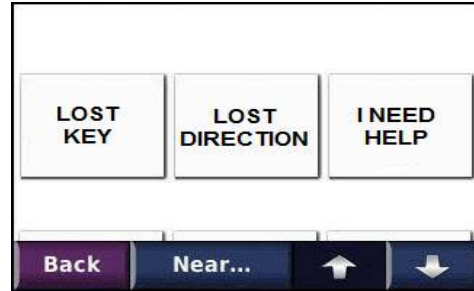 LOST
KEY
LOST
DIRECTION
I NEED
HELP
Back
Near...